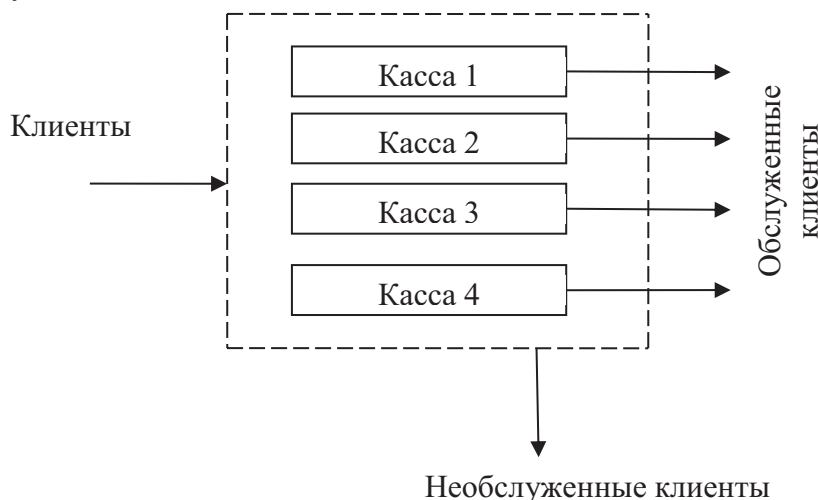 Касса 1
Клиенты
Касса 2
Касса 3
Касса 4
Обслуженные
клиенты
Необслуженные клиенты